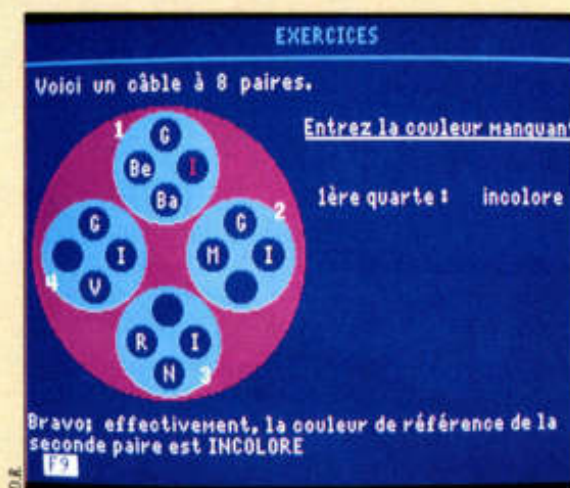 EXERCICES
Voici un câble à 8 paires.
Entrez la couleur manquant
1ère quarte : incolore
1
G
Be I
Ba
2
G
M I
4
G
I
V
R I
N
3
Bravo; effectivement, la couleur de référence de la
seconde paire est INCOLORE
F9
D.R.